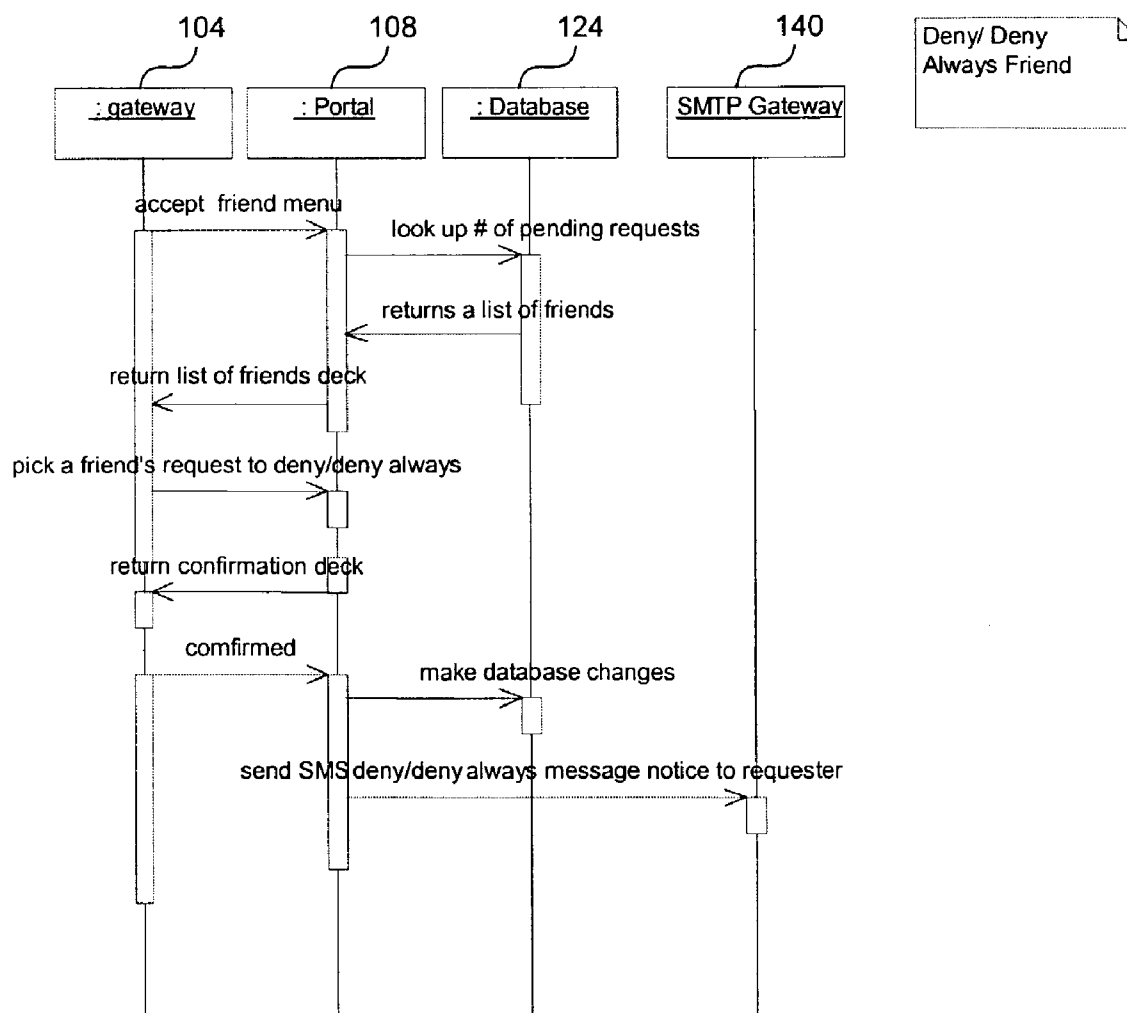 104
108
124
140
Deny/ Deny
Always Friend
: gateway
: Portal
: Database
SMTP Gateway
accept friend menu
look up # of pending requests
returns a list of friends
return list of friends deck
pick a friend's request to deny/deny always
return confirmation deck
comfirmed
make database changes
send SMS deny/deny always message notice to requester